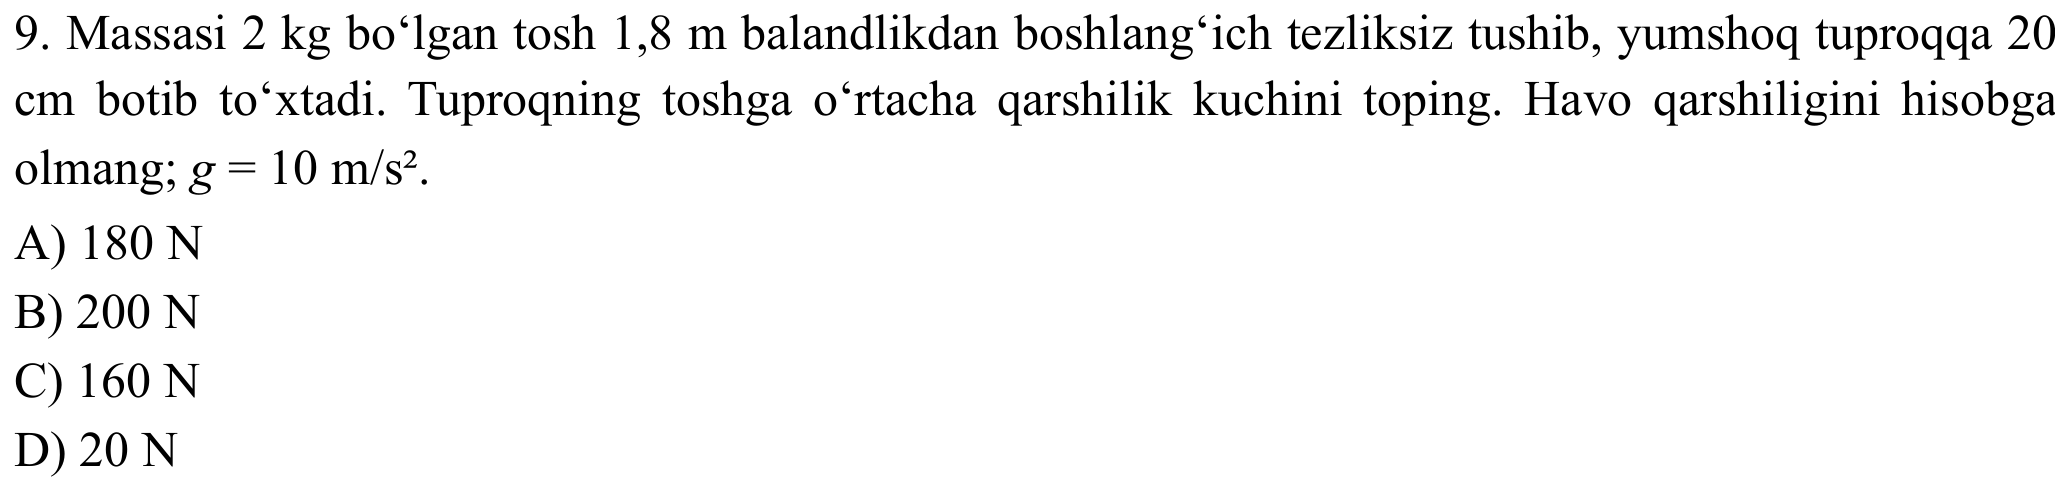 9. Massasi 2 kg bo‘lgan tosh 1,8 m balandlikdan boshlang‘ich tezliksiz tushib, yumshoq tuproqqa 20
cm botib to‘xtadi. Tuproqning toshga o‘rtacha qarshilik kuchini toping. Havo qarshiligini hisobga
olmang; g = 10 m/s².
A) 180 N
B) 200 N
C) 160 N
D) 20 N